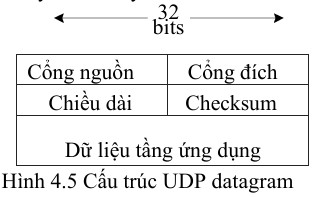 32
bits
Cổng nguồn Cổng đích
Chiều dài Checksum
Dữ liệu tầng ứng dụng
Hình 4.5 Cấu trúc UDP datagram